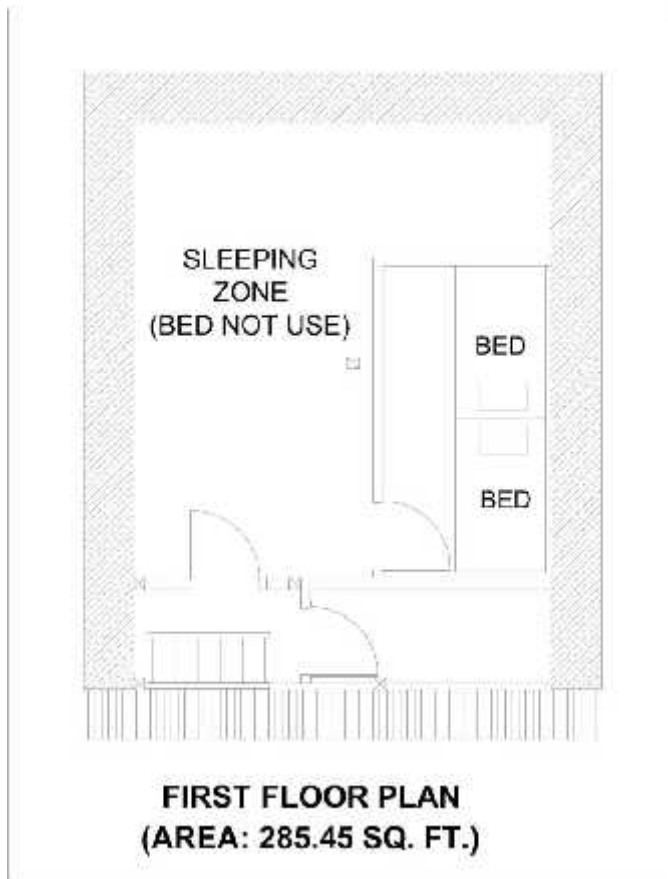 SLEEPING
ZONE
(BED NOT USE)
BED
BED
FIRST FLOOR PLAN
(AREA: 285.45 SQ. FT.)